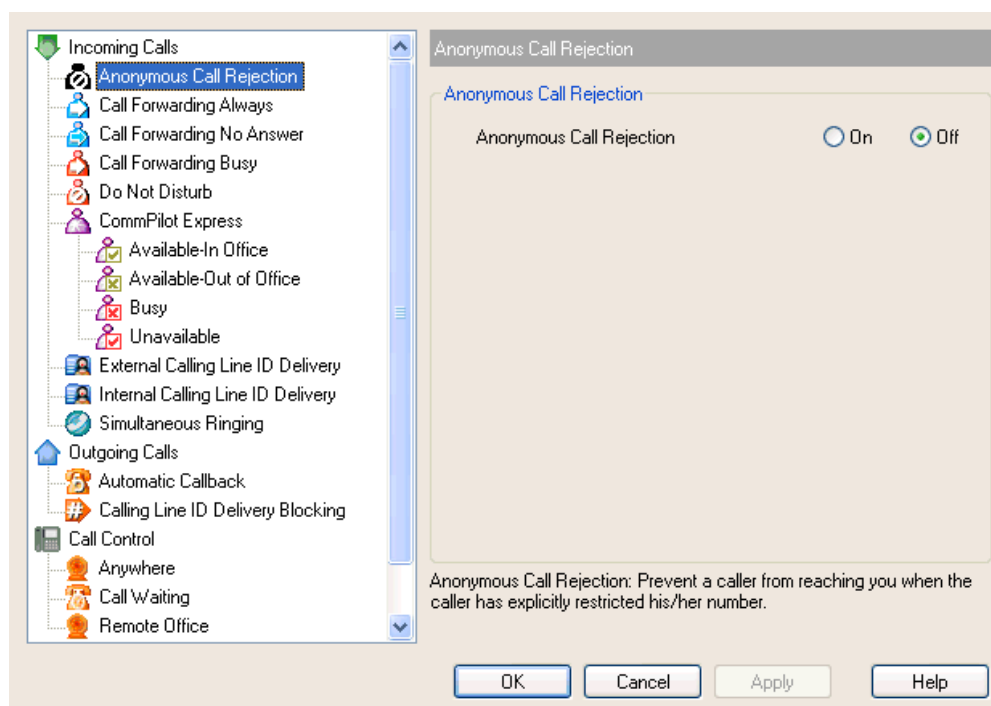 Incoming Calls
Anonymous Call Rejection
Call Forwarding Always
Call Forwarding No Answer
Call Forwarding Busy
Do Not Disturb
CommPilot Express
Available-In Office
Available-Out of Office
Busy
Unavailable
External Calling Line ID Delivery
Internal Calling Line ID Delivery
Simultaneous Ringing
Outgoing Calls
Automatic Callback
Calling Line ID Delivery Blocking
Call Control
Anywhere
Call Waiting
Remote Office
Anonymous Call Rejection
Anonymous Call Rejection
Anonymous Call Rejection On Off
Anonymous Call Rejection: Prevent a caller from reaching you when the
caller has explicitly restricted his/her number.
OK Cancel Apply Help